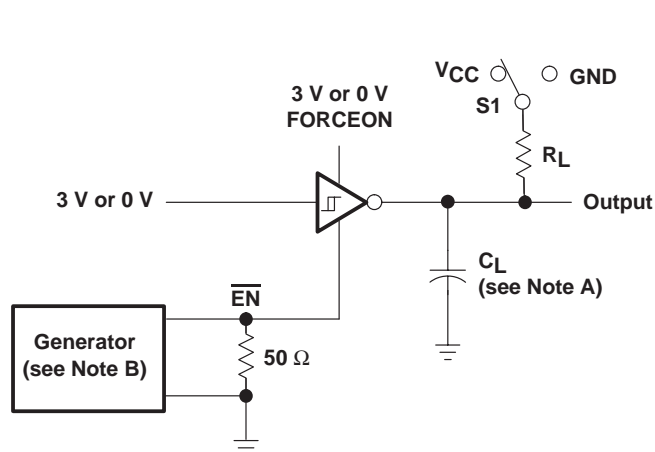 VCC
GND
S1
3 V or 0 V
FORCEON
RL
3 V or 0 V
Output
CL
(see Note A)
EN
Generator
(see Note B)
50 Ω